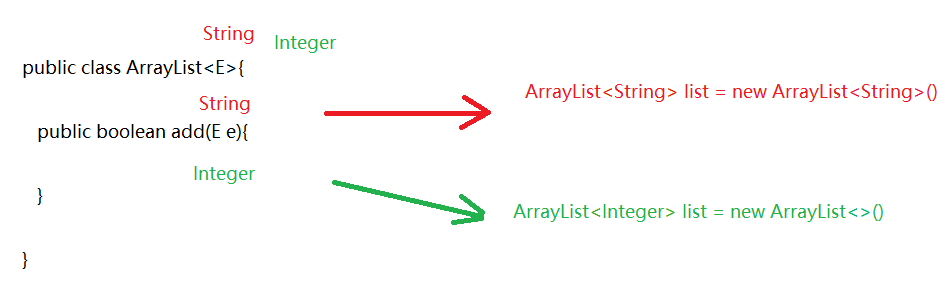 String
Integer
public class ArrayList<E>{
String
public boolean add(E e){
Integer
}
}
ArrayList<String> list = new ArrayList<String>()
ArrayList<Integer> list = new ArrayList<>()